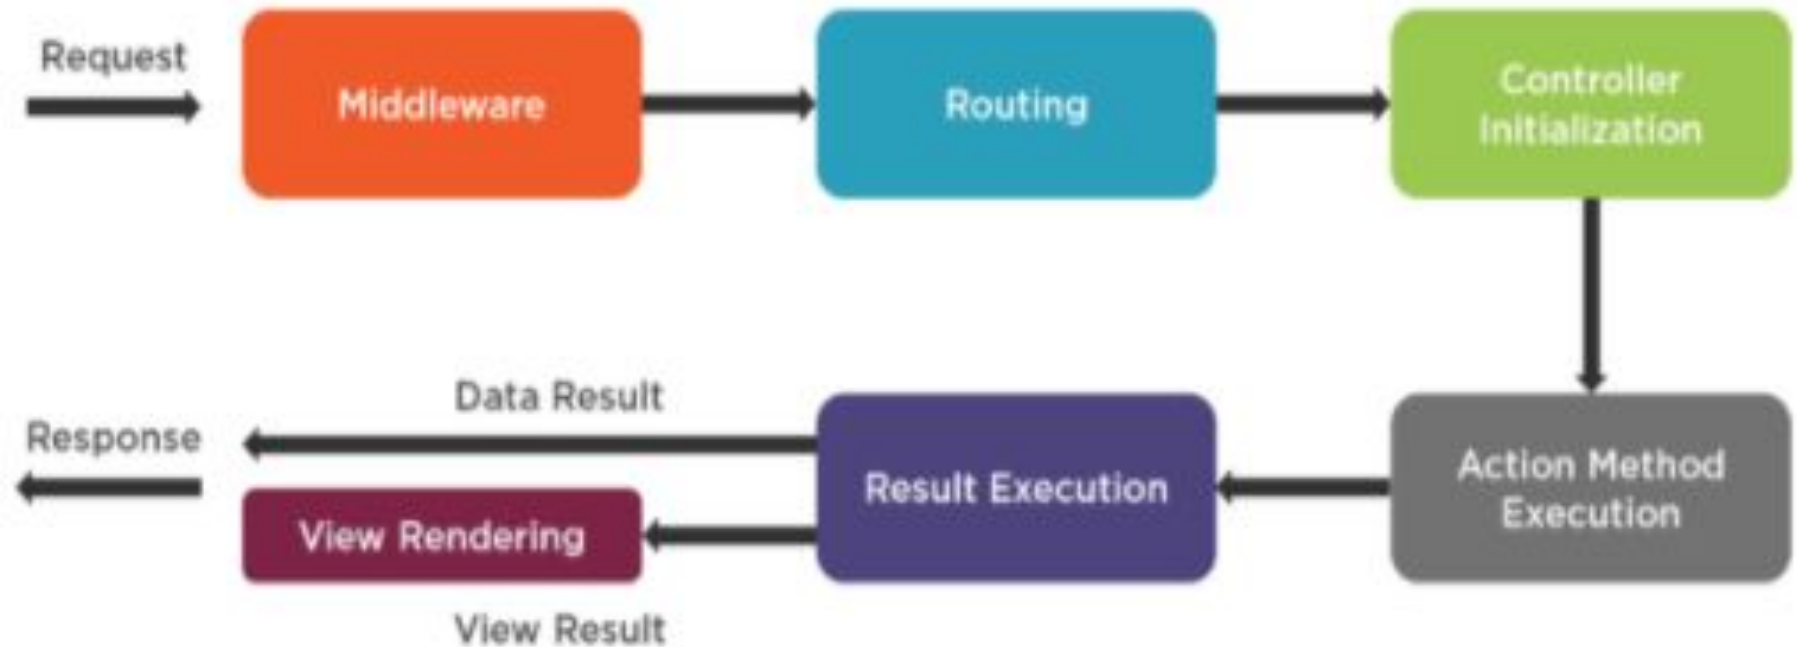 Request
Middleware
Routing
Controller
Initialization
Data Result
Response
Result Execution
Action Method
Execution
View Rendering
View Result